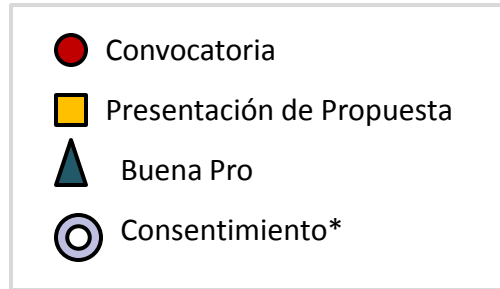 Convocatoria
Presentación de Propuesta
Buena Pro
Consentimiento*